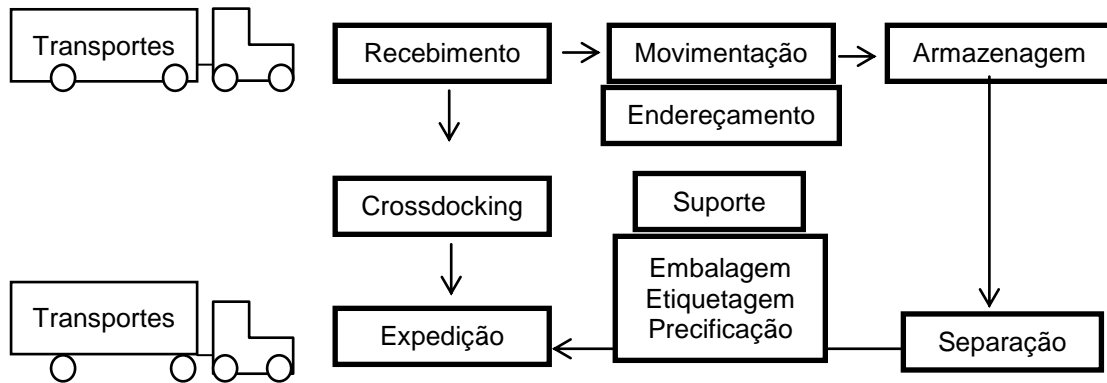 Transportes
Recebimento
Movimentação
Armazenagem
Endereçamento
Crossdocking
Suporte
Embalagem
Etiquetagem
Precificação
Transportes
Expedição
Separação